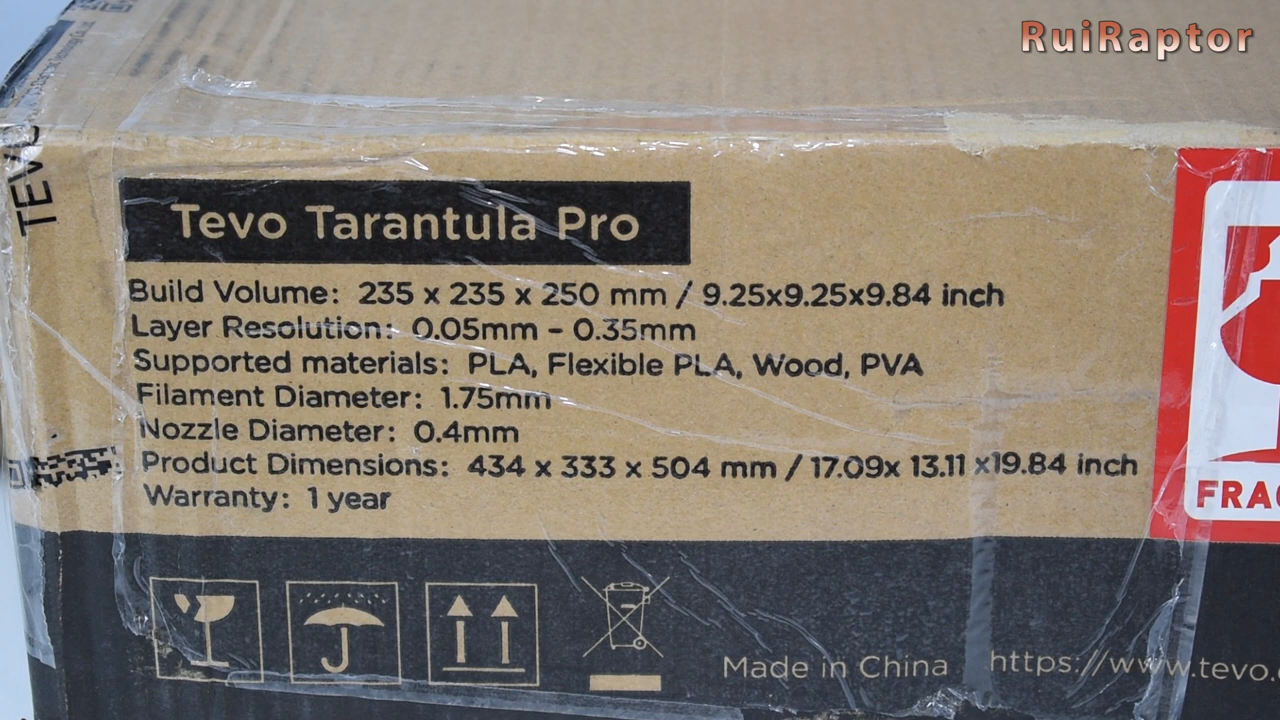 RuiRaptor
TEVO
Tevo Tarantula Pro
Build Volume: 235 x 235 x 250 mm / 9.25x9.25x9.84 inch
Layer Resolution: 0.05mm - 0.35mm
Supported materials: PLA, Flexible PLA, Wood, PVA
Filament Diameter: 1.75mm
Nozzle Diameter: 0.4mm
Product Dimensions: 434 x 333 x 504 mm / 17.09x 13.11 x19.84 inch
Warranty: 1 year
FRAG
Made in China
https://www.tevo.